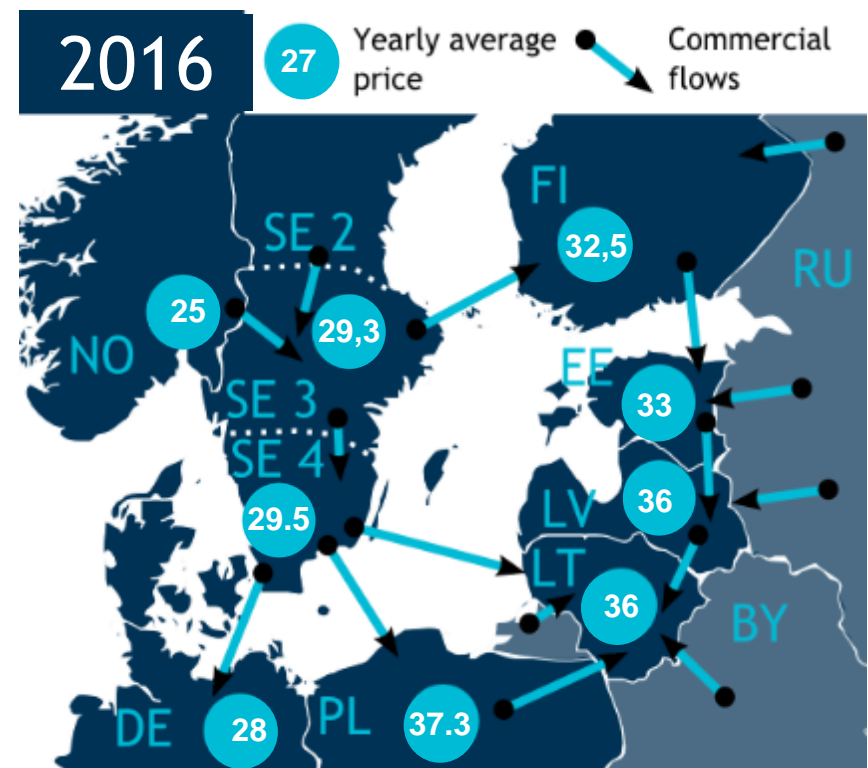 2016
27
Yearly average
price
Commercial
flows
FI
SE 2
32,5
RU
25
29,3
NO
EE
SE 3
33
SE 4
36
29.5
LV
LT
36
BY
DE
28
PL
37.3